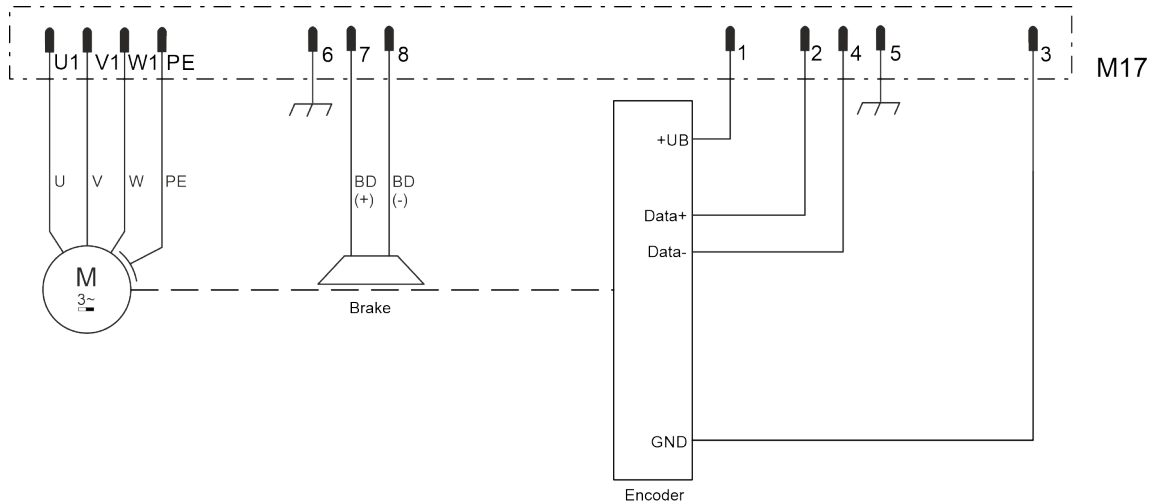 U1 V1 W1 PE 6 7 8 1 2 4 5 3
M17
+UB
U V W PE BD (+) BD (-)
Data+
Data-
M
3~
Brake
GND
Encoder